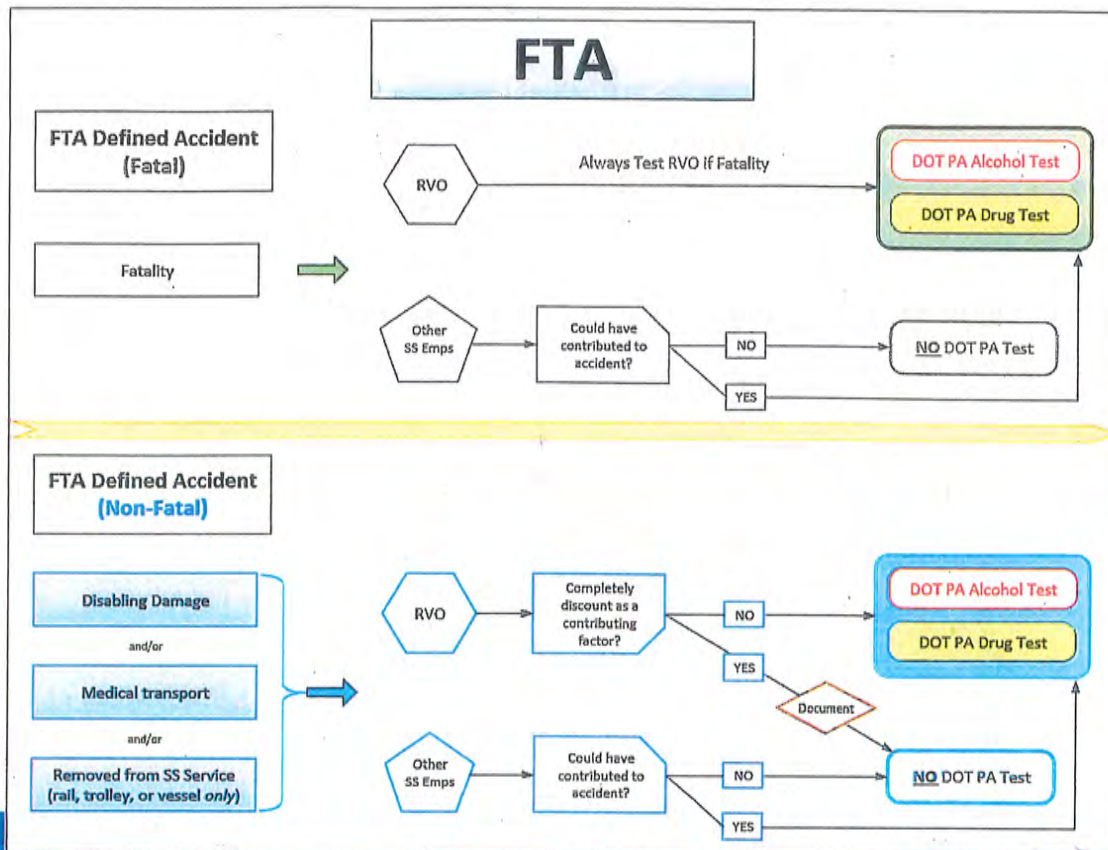 FTA
FTA Defined Accident
(Fatal)
Fatality
RVO
Always Test RVO if Fatality
DOT PA Alcohol Test
DOT PA Drug Test
Other
SS Emps
Could have
contributed to
accident?
NO
YES
NO DOT PA Test
FTA Defined Accident
(Non-Fatal)
Disabling Damage
and/or
Medical transport
and/or
Removed from SS Service
(rail, trolley, or vessel only)
RVO
Completely
discount as a
contributing
factor?
NO
YES
Document
DOT PA Alcohol Test
DOT PA Drug Test
Other
SS Emps
Could have
contributed to
accident?
NO
YES
NO DOT PA Test